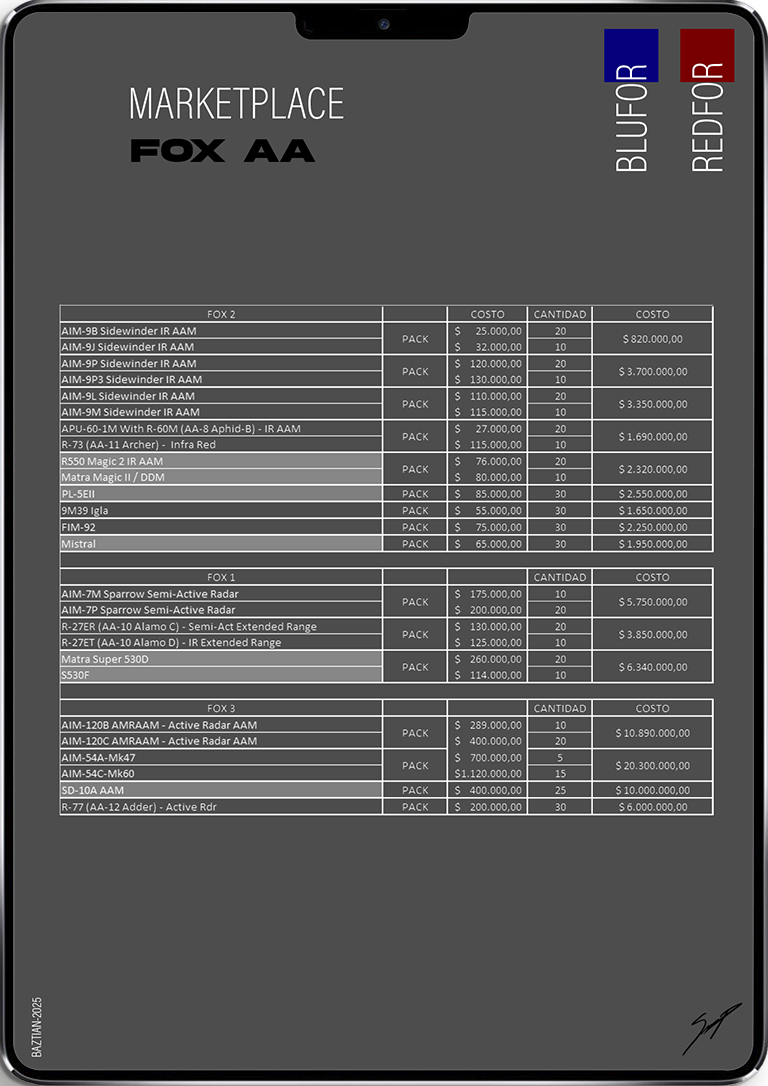 BLUFOR
REDFOR
MARKETPLACE
FOX AA
FOX 2 COSTO CANTIDAD COSTO
AIM-9B Sidewinder IR AAM PACK $ 25.000,00 20 $ 820.000,00
AIM-9J Sidewinder IR AAM $ 32.000,00 10
AIM-9P Sidewinder IR AAM PACK $ 120.000,00 20 $ 3.700.000,00
AIM-9P3 Sidewinder IR AAM $ 130.000,00 10
AIM-9L Sidewinder IR AAM PACK $ 110.000,00 20 $ 3.350.000,00
AIM-9M Sidewinder IR AAM $ 115.000,00 10
APU-60-1M With R-60M (AA-8 Aphid-B) - IR AAM PACK $ 27.000,00 20 $ 1.690.000,00
R-73 (AA-11 Archer) - Infra Red $ 115.000,00 10
R550 Magic 2 IR AAM PACK $ 76.000,00 20 $ 2.320.000,00
Matra Magic II / DDM $ 80.000,00 10
PL-5EII PACK $ 85.000,00 30 $ 2.550.000,00
9M39 Igla PACK $ 55.000,00 30 $ 1.650.000,00
FIM-92 PACK $ 75.000,00 30 $ 2.250.000,00
Mistral PACK $ 65.000,00 30 $ 1.950.000,00
FOX 1 CANTIDAD COSTO
AIM-7M Sparrow Semi-Active Radar PACK $ 175.000,00 10 $ 5.750.000,00
AIM-7P Sparrow Semi-Active Radar $ 200.000,00 20
R-27ER (AA-10 Alamo C) - Semi-Act Extended Range PACK $ 130.000,00 20 $ 3.850.000,00
R-27ET (AA-10 Alamo D) - IR Extended Range $ 125.000,00 10
Matra Super 530D PACK $ 260.000,00 20 $ 6.340.000,00
S530F $ 114.000,00 10
FOX 3 CANTIDAD COSTO
AIM-120B AMRAAM - Active Radar AAM PACK $ 289.000,00 10 $ 10.890.000,00
AIM-120C AMRAAM - Active Radar AAM $ 400.000,00 20
AIM-54A-Mk47 PACK $ 700.000,00 5 $ 20.300.000,00
AIM-54C-Mk60 $1.120.000,00 15
SD-10A AAM PACK $ 400.000,00 25 $ 10.000.000,00
R-77 (AA-12 Adder) - Active Rdr PACK $ 200.000,00 30 $ 6.000.000,00
BAZTIAN-2025